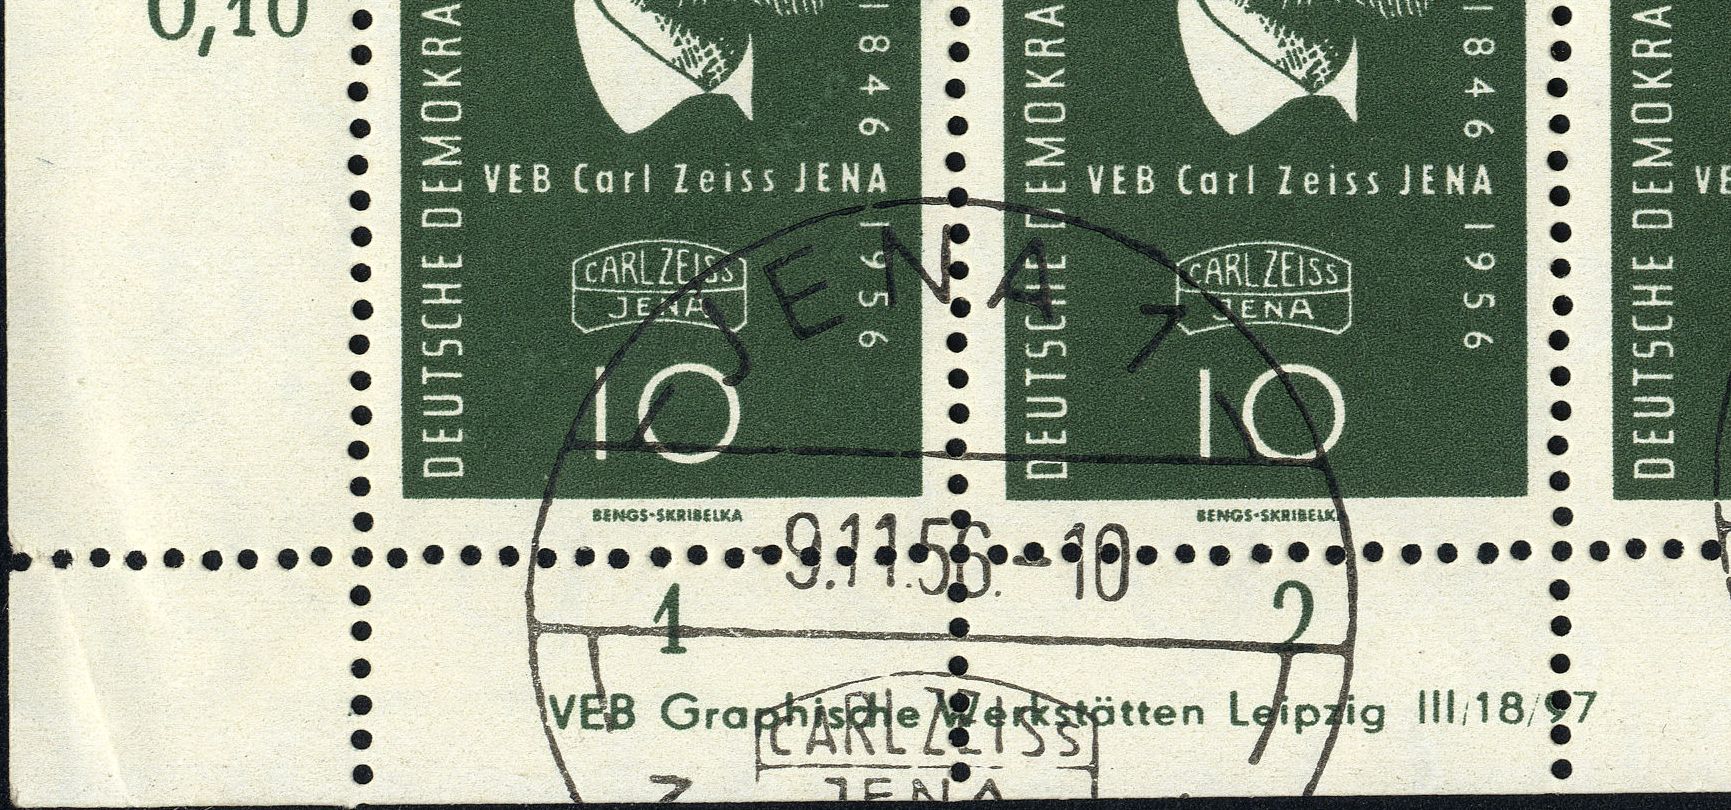 0,10
DEUTSCHE DEMOKRA
1846 1956
VEB Carl Zeiss JENA
CARL ZEISS
JENA
10
BENGS-SKRIBELKA
DEUTSCHE DEMOKRA
1846 1956
VEB Carl Zeiss JENA
CARL ZEISS
JENA
10
BENGS-SKRIBELK
DEUTSCHE DEMOKRA
VE
JENA 7
-9.11.56.-10
1
2
VEB Graphische Werkstätten Leipzig III/18/97
CARL ZEISS
JENA